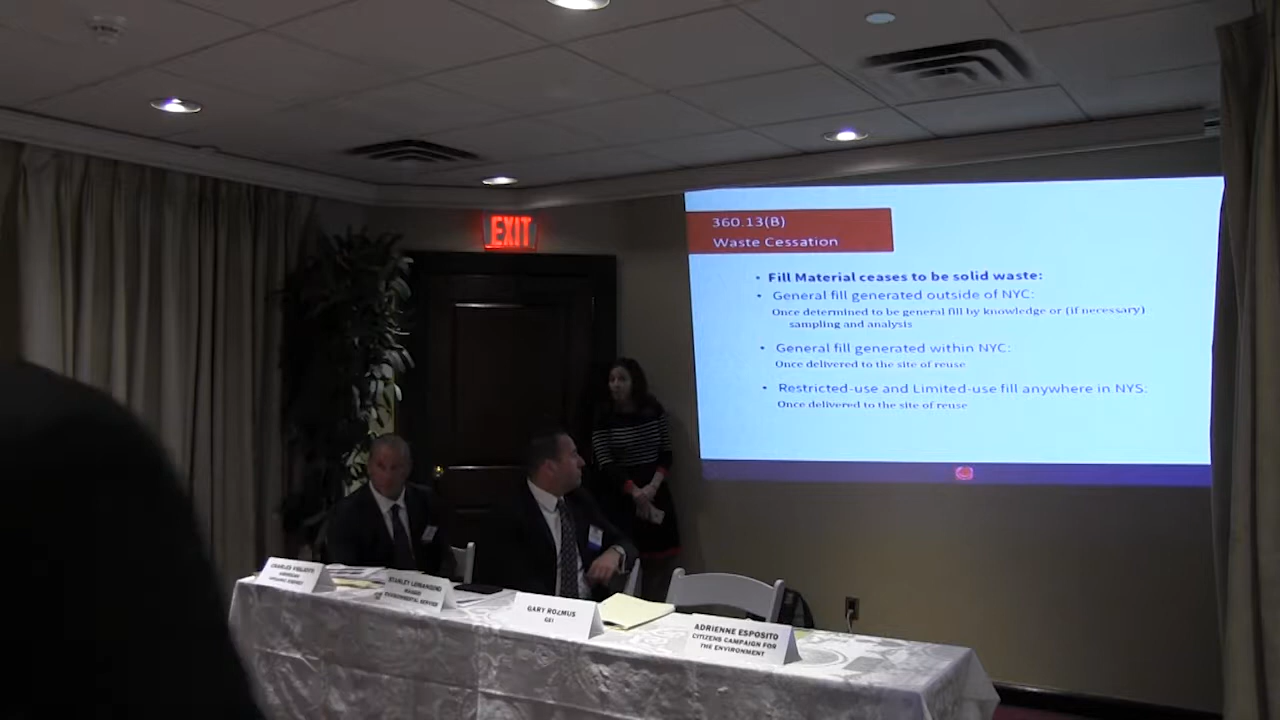 EXIT
360.13(B)
Waste Cessation
• Fill Material ceases to be solid waste:
• General fill generated outside of NYC:
Once determined to be general fill by knowledge or (if necessary)
sampling and analysis
• General fill generated within NYC:
Once delivered to the site of reuse
• Restricted-use and Limited-use fill anywhere in NYS:
Once delivered to the site of reuse
CHARLES
STANLEY
ENVIRONMENTAL SERVICE
GARY ROZMUS
GEI
ADRIENNE ESPOSITO
CITIZENS CAMPAIGN FOR
THE ENVIRONMENT